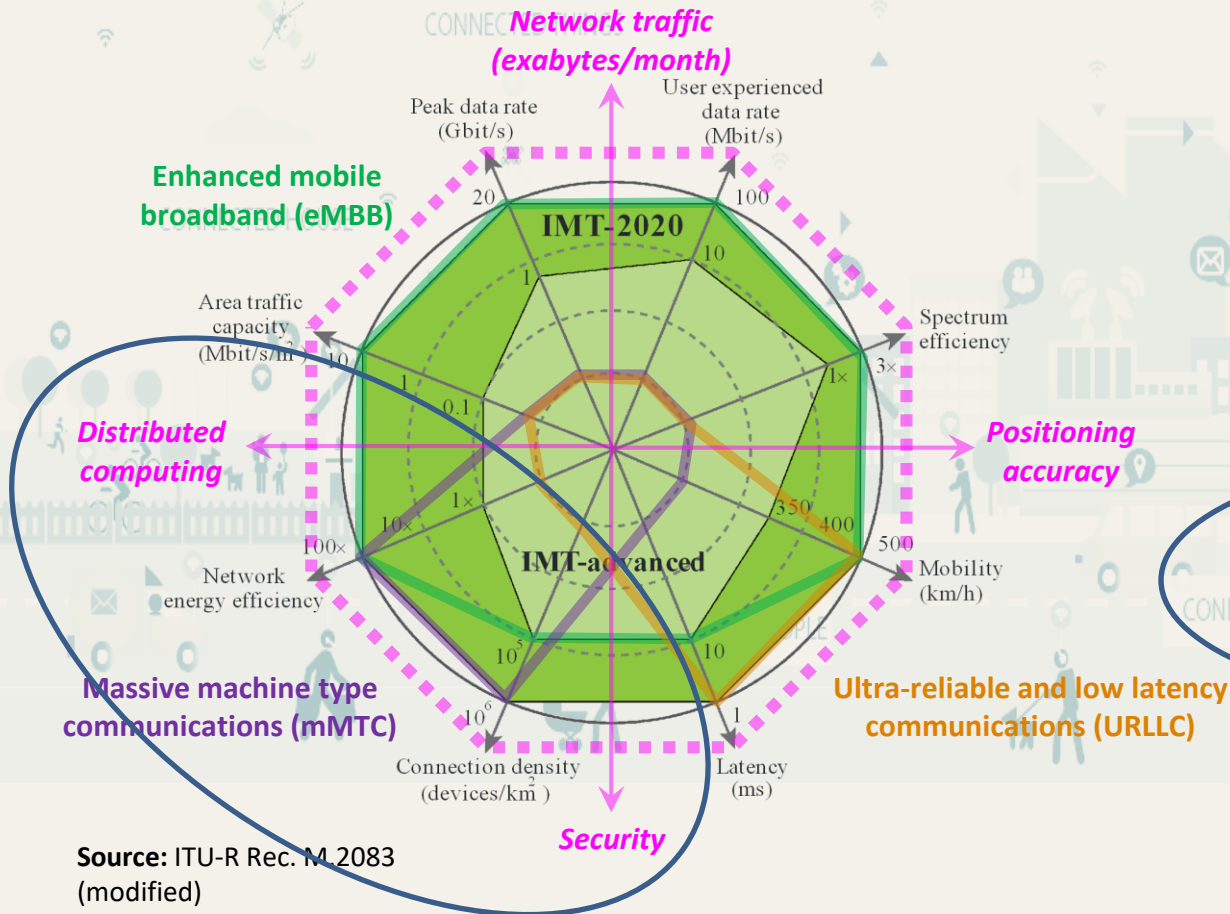 CONNECTED THINGS
Network traffic
(exabytes/month)
Peak data rate
(Gbit/s)
User experienced
data rate
(Mbit/s)
Enhanced mobile
broadband (eMBB)
CONNECTED HOUSE
20
100
IMT-2020
1
10
Area traffic
capacity
(Mbit/s/m²)
Spectrum
efficiency
10
1
0.1
1×
3×
Distributed
computing
Positioning
accuracy
1×
10×
100×
350
400
500
Network
energy efficiency
IMT-advanced
Mobility
(km/h)
10⁵
10
Massive machine type
communications (mMTC)
Ultra-reliable and low latency
communications (URLLC)
10⁶
1
Connection density
(devices/km²)
Latency
(ms)
Security
Source: ITU-R Rec. M.2083
(modified)